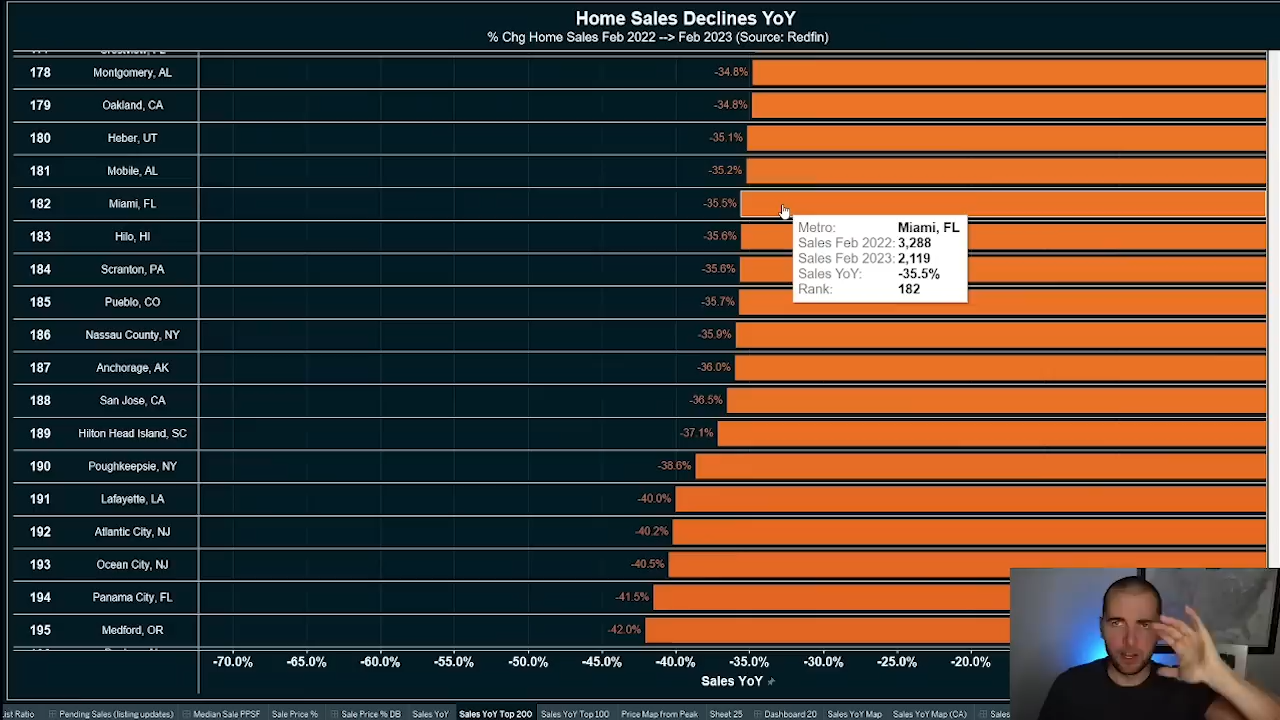 Home Sales Declines YoY
% Chg Home Sales Feb 2022 --> Feb 2023 (Source: Redfin)
178 Montgomery, AL -34.8%
179 Oakland, CA -34.8%
180 Heber, UT -35.1%
181 Mobile, AL -35.2%
182 Miami, FL -35.5%
183 Hilo, HI -35.6%
184 Scranton, PA -35.6%
185 Pueblo, CO -35.7%
186 Nassau County, NY -35.9%
187 Anchorage, AK -36.0%
188 San Jose, CA -36.5%
189 Hilton Head Island, SC -37.1%
190 Poughkeepsie, NY -38.6%
191 Lafayette, LA -40.0%
192 Atlantic City, NJ -40.2%
193 Ocean City, NJ -40.5%
194 Panama City, FL -41.5%
195 Medford, OR -42.0%
Metro: Miami, FL
Sales Feb 2022: 3,288
Sales Feb 2023: 2,119
Sales YoY: -35.5%
Rank: 182
-70.0% -65.0% -60.0% -55.0% -50.0% -45.0% -40.0% -35.0% -30.0% -25.0% -20.0%
Sales YoY
Ratio Pending Sales (listing updates) Median Sale PPSF Sale Price % Sale Price % DB Sales YoY Sales YoY Top 200 Sales YoY Top 100 Price Map from Peak Sheet 25 Dashboard 20 Sales YoY Map Sales YoY Map (CA) Sales